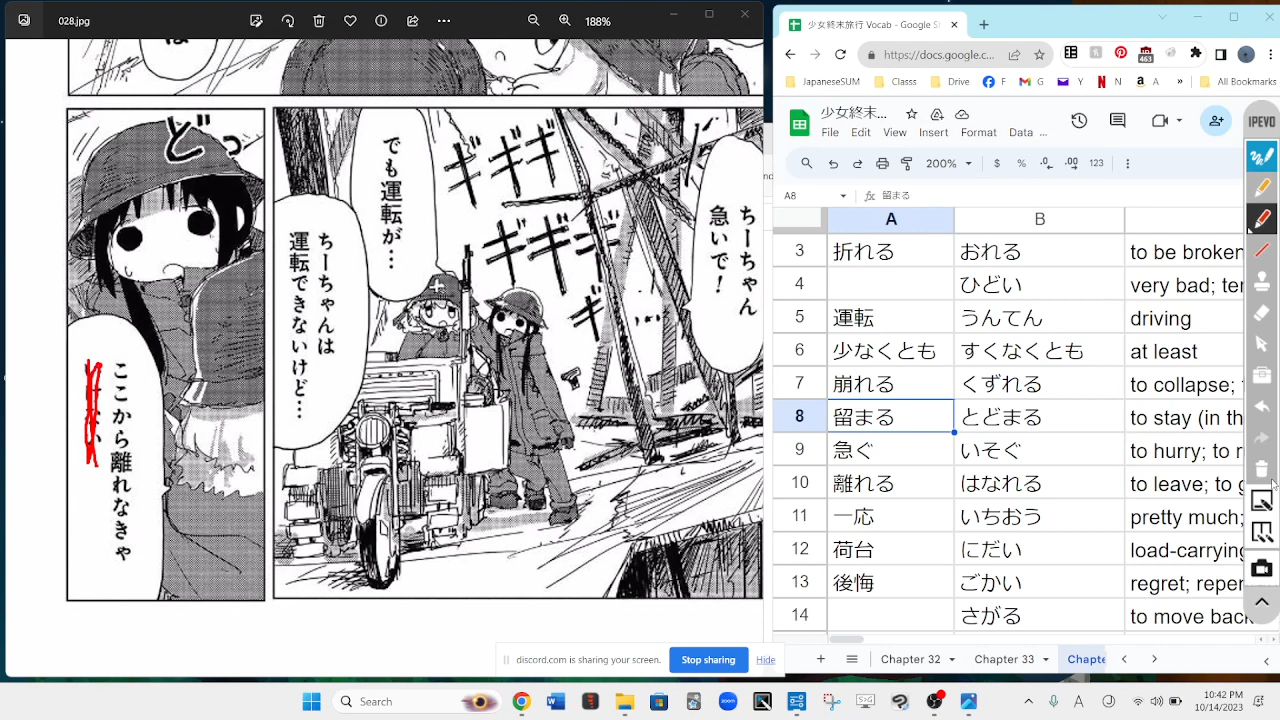 028.jpg
188%
は
ちーちゃん
急いで!
ギギギ
ギギギ
ギ
でも運転が…
ちーちゃんは
運転できないけど…
どっ
ここから離れなきゃ
discord.com is sharing your screen.
Stop sharing
Hide
少女終末旅行 Vocab - Google S
https://docs.google.c...
463
JapaneseSUM
Classs
Drive
F
G
Y
N
A
»
All Bookmarks
少女終末...
File
Edit
View
Insert
Format
Data
...
IPEVO
200%
$
%
.0
.00
123
A8
fx
留まる
A
B
3 折れる おれる to be broken
4 ひどい very bad; ter
5 運転 うんてん driving
6 少なくとも すくなくとも at least
7 崩れる くずれる to collapse;
8 留まる とどまる to stay (in th
9 急ぐ いそぐ to hurry; to r
10 離れる はなれる to leave; to g
11 一応 いちおう pretty much;
12 荷台 にだい load-carrying
13 後悔 こかい regret; reper
14 さがる to move back
Chapter 32
Chapter 33
Chapte
Search
zoom
10:42 PM
10/14/2023